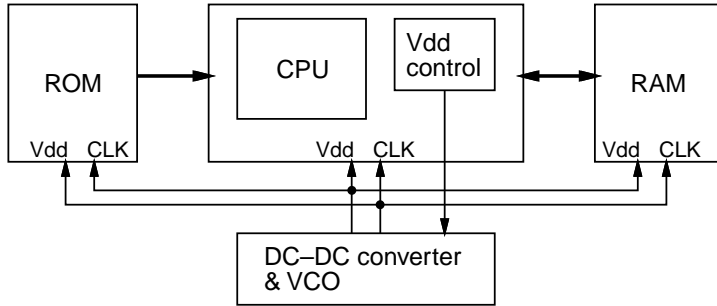 ROM
Vdd CLK
CPU
Vdd
control
Vdd CLK
RAM
Vdd CLK
DC–DC converter
& VCO